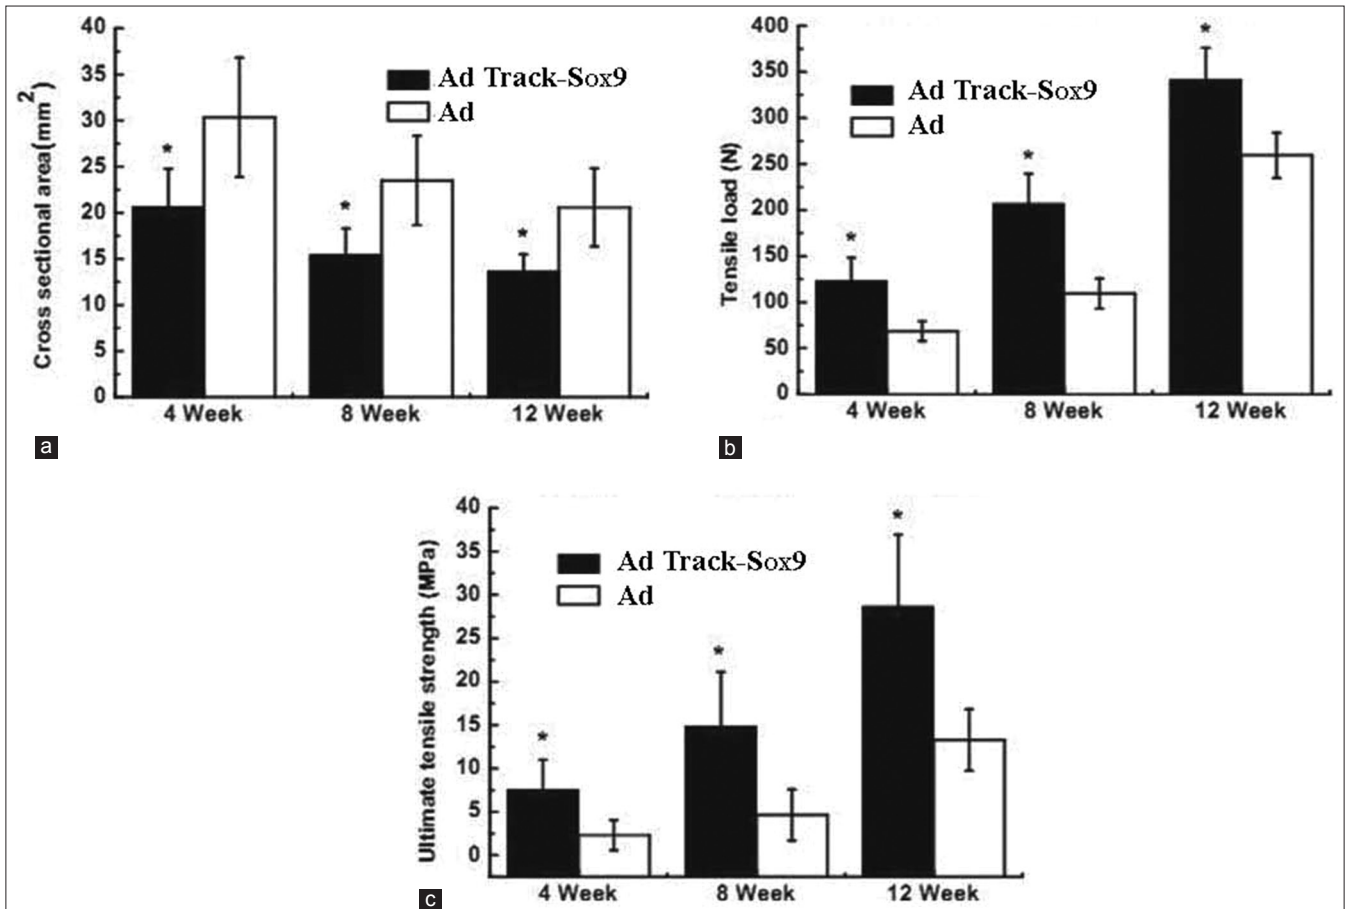 40
35
30
25
20
15
10
5
0
Cross sectional area(mm2)
Ad Track-Sox9
Ad
*
*
*
4 Week
8 Week
12 Week
a
400
350
300
250
200
150
100
50
0
Tensile load (N)
Ad Track-Sox9
Ad
*
*
*
4 Week
8 Week
12 Week
b
40
35
30
25
20
15
10
5
0
Ultimate tensile strength (MPa)
Ad Track-Sox9
Ad
*
*
*
4 Week
8 Week
12 Week
c